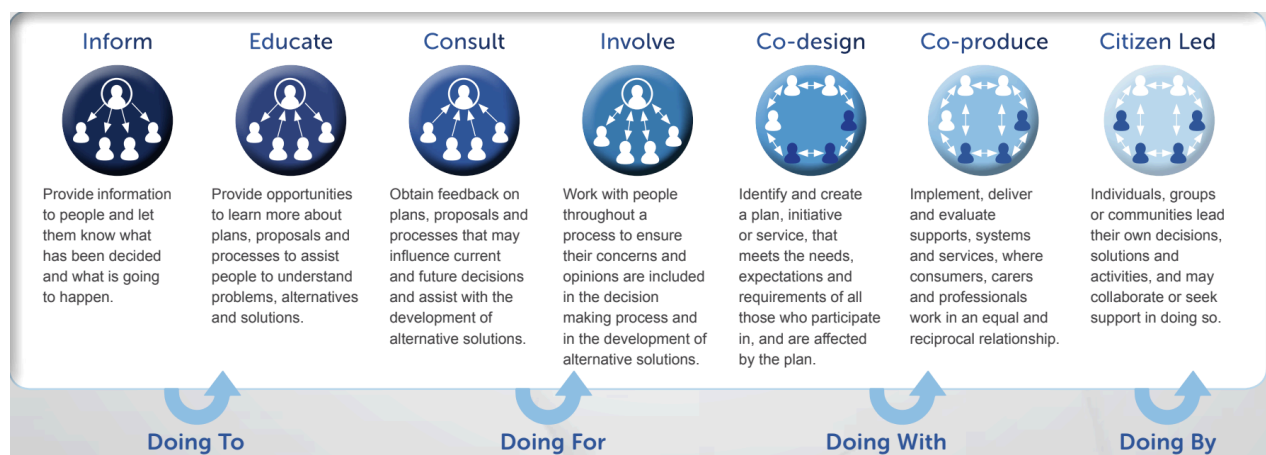 Inform
Provide information
to people and let
them know what
has been decided
and what is going
to happen.
Educate
Provide opportunities
to learn more about
plans, proposals and
processes to assist
people to understand
problems, alternatives
and solutions.
Consult
Obtain feedback on
plans, proposals and
processes that may
influence current
and future decisions
and assist with the
development of
alternative solutions.
Involve
Work with people
throughout a
process to ensure
their concerns and
opinions are included
in the decision
making process and
in the development of
alternative solutions.
Co-design
Identify and create
a plan, initiative
or service, that
meets the needs,
expectations and
requirements of all
those who participate
in, and are affected
by the plan.
Co-produce
Implement, deliver
and evaluate
supports, systems
and services, where
consumers, carers
and professionals
work in an equal and
reciprocal relationship.
Citizen Led
Individuals, groups
or communities lead
their own decisions,
solutions and
activities, and may
collaborate or seek
support in doing so.
Doing To
Doing For
Doing With
Doing By